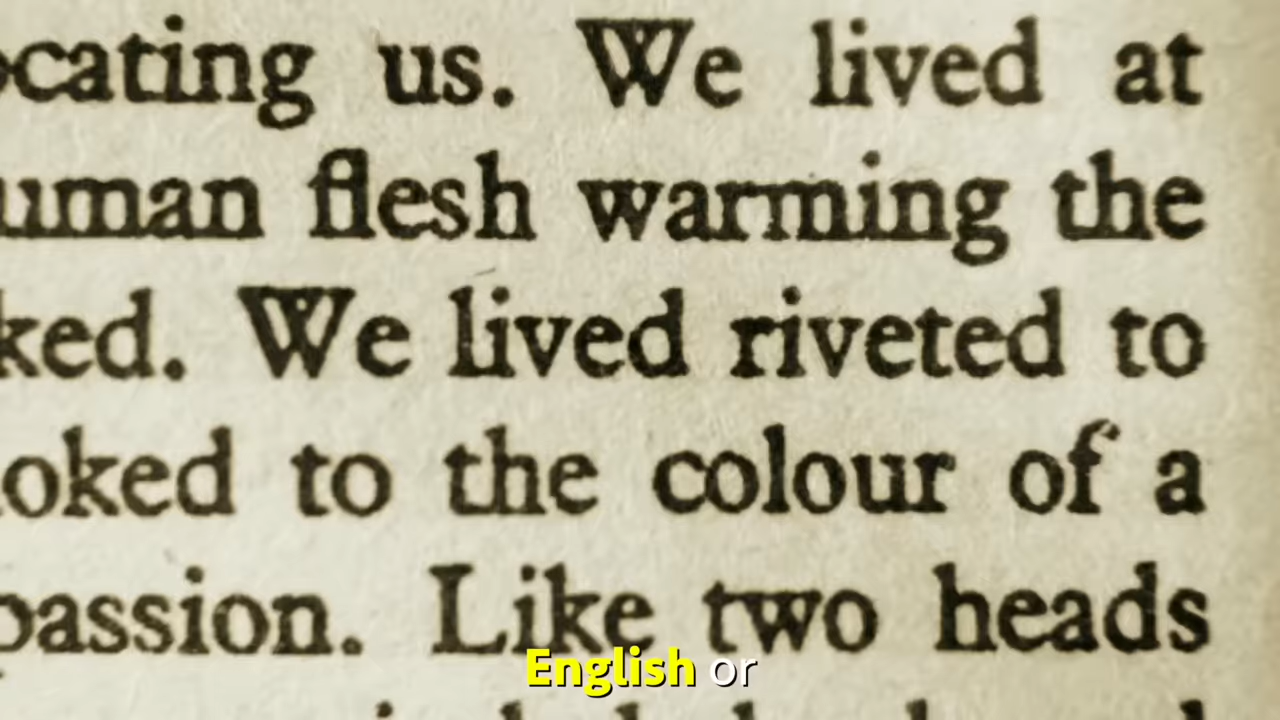 ocating us. We lived at
uman flesh warming the
ked. We lived riveted to
oked to the colour of a
passion. Like two heads
English or